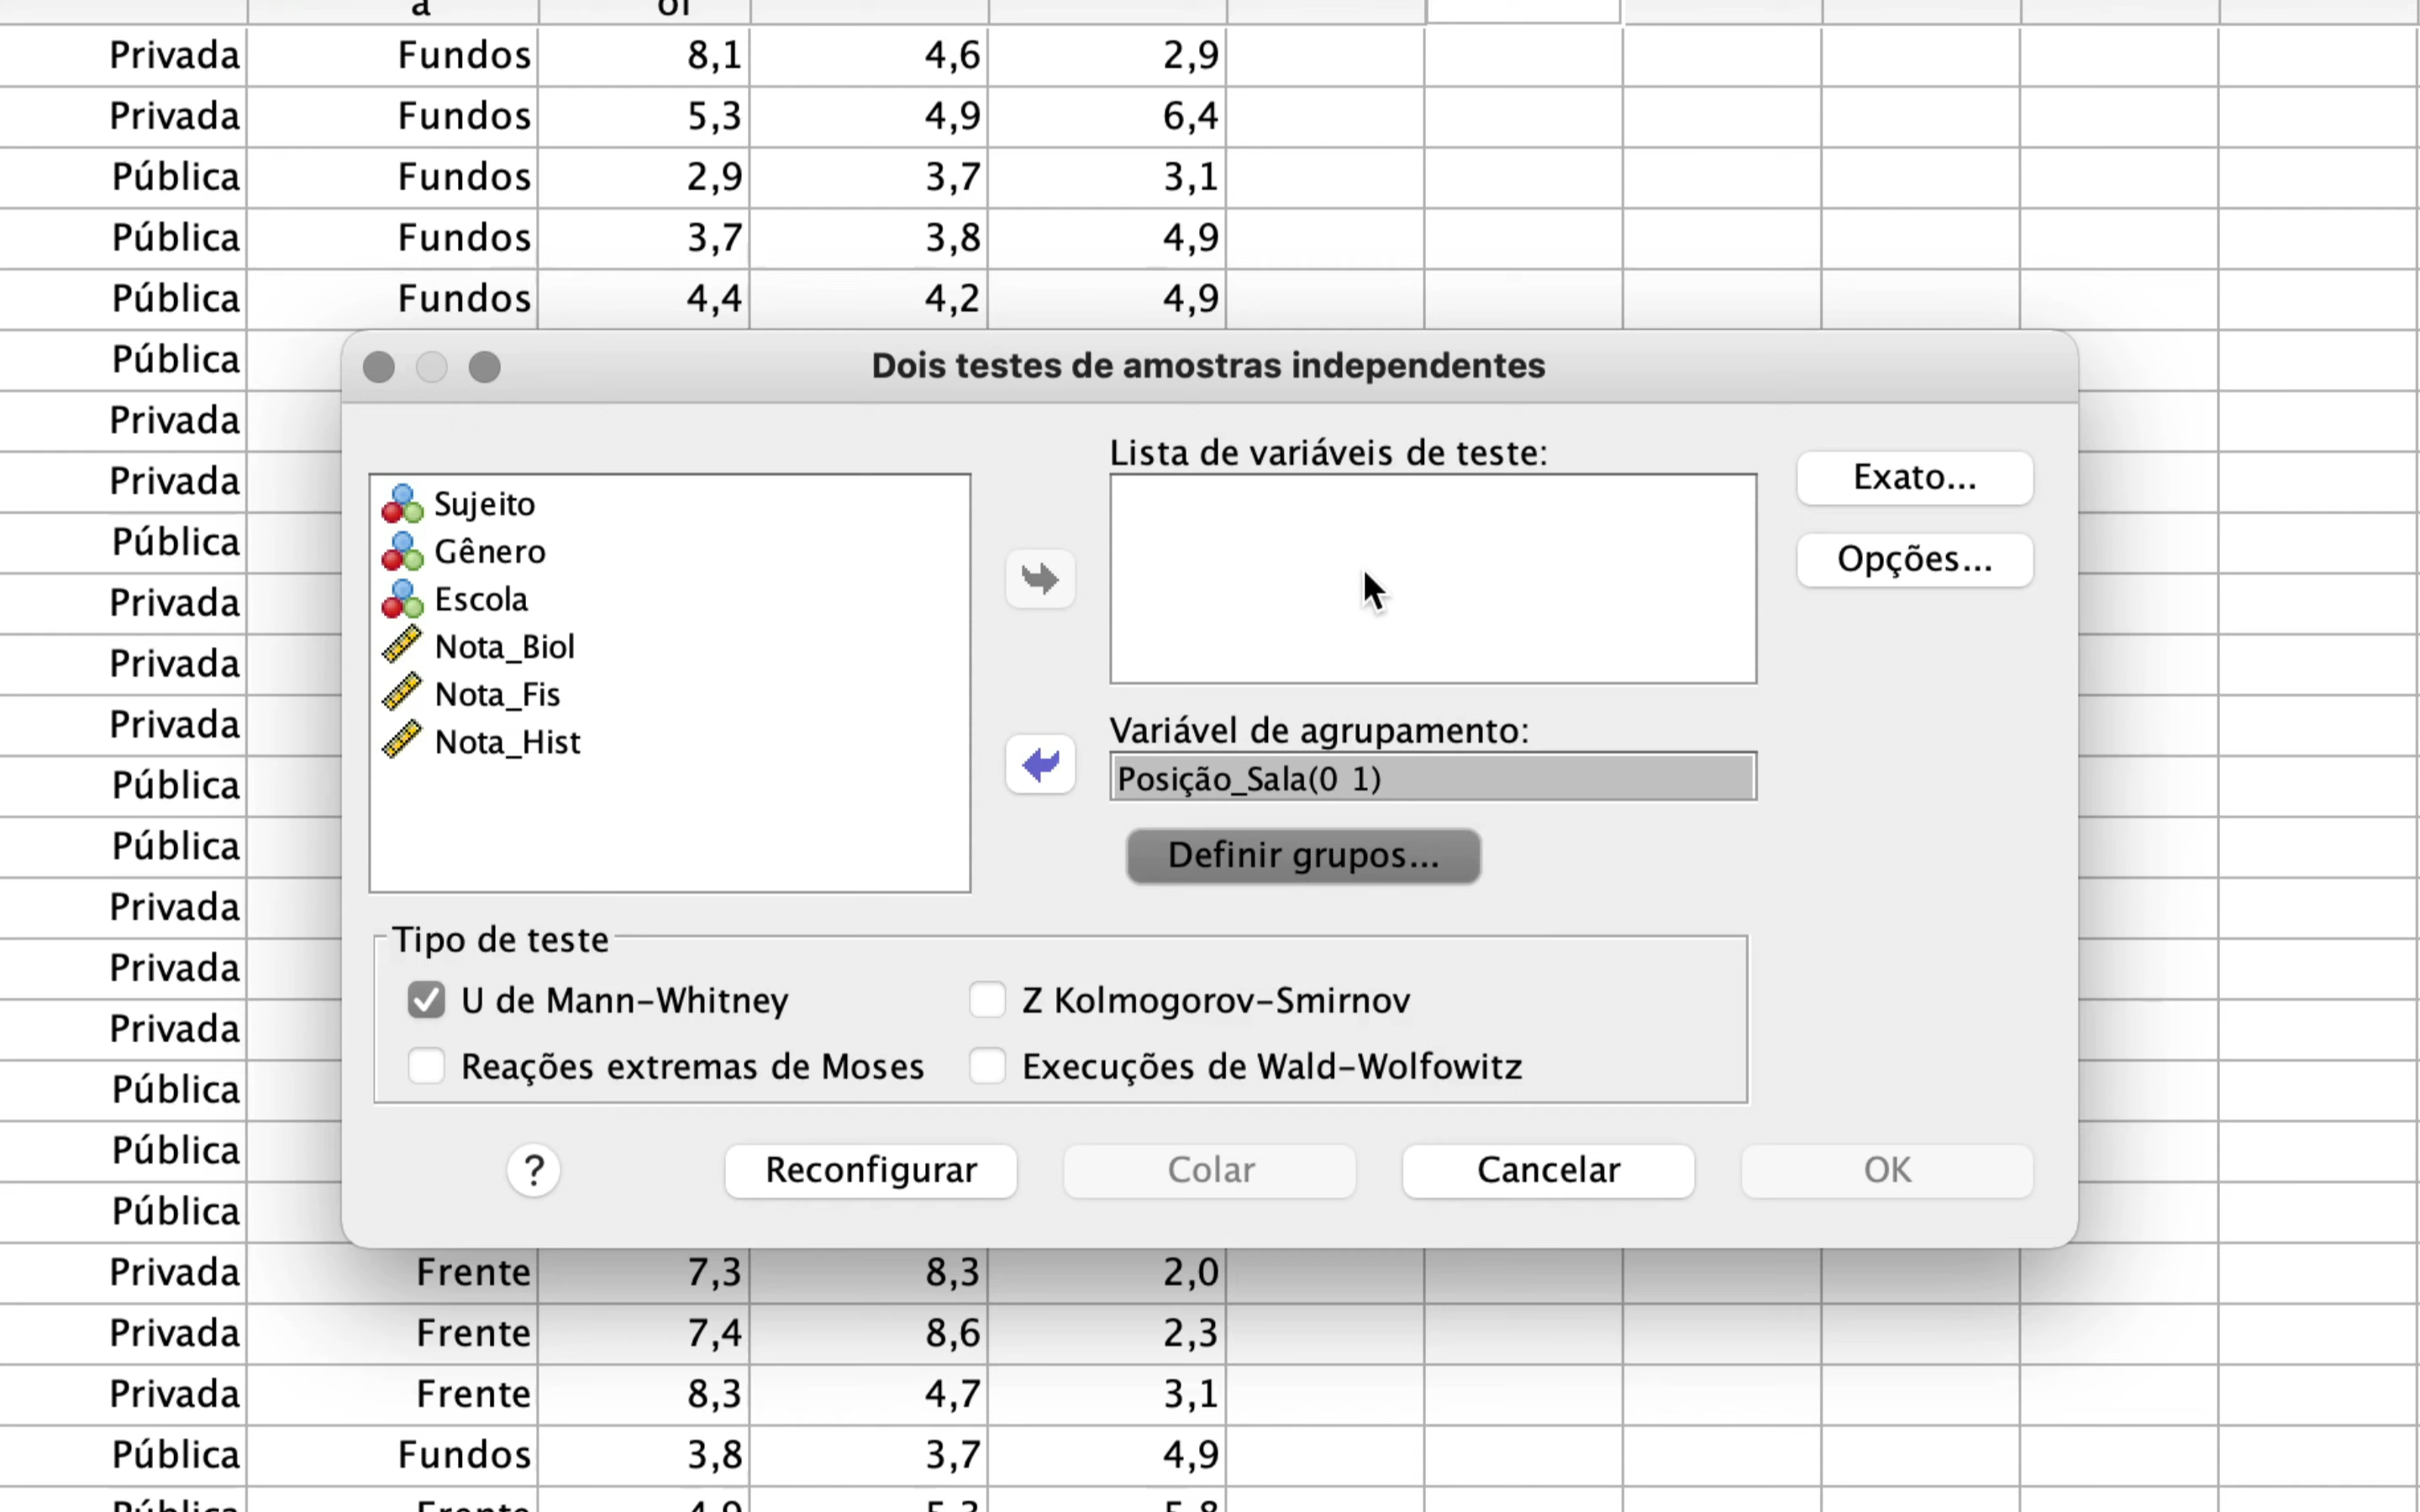 a of
Privada Fundos 8,1 4,6 2,9
Privada Fundos 5,3 4,9 6,4
Pública Fundos 2,9 3,7 3,1
Pública Fundos 3,7 3,8 4,9
Pública Fundos 4,4 4,2 4,9
Pública
Privada
Privada
Pública
Privada
Privada
Privada
Pública
Pública
Privada
Privada
Privada
Pública
Pública
Pública
Dois testes de amostras independentes
Sujeito
Gênero
Escola
Nota_Biol
Nota_Fis
Nota_Hist
Lista de variáveis de teste:
Exato...
Opções...
Variável de agrupamento:
Posição_Sala(0 1)
Definir grupos...
Tipo de teste
U de Mann-Whitney Z Kolmogorov-Smirnov
Reações extremas de Moses Execuções de Wald-Wolfowitz
? Reconfigurar Colar Cancelar OK
Privada Frente 7,3 8,3 2,0
Privada Frente 7,4 8,6 2,3
Privada Frente 8,3 4,7 3,1
Pública Fundos 3,8 3,7 4,9